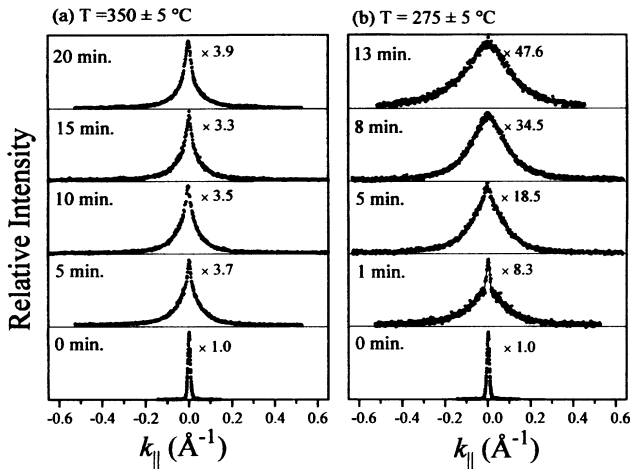 (a) T =350 ± 5 °C
(b) T = 275 ± 5°C
Relative Intensity
20 min.
× 3.9
15 min.
× 3.3
10 min.
× 3.5
5 min.
× 3.7
0 min.
× 1.0
-0.6 -0.4 -0.2 0.0 0.2 0.4 0.6
k|| (Å⁻¹)
13 min.
× 47.6
8 min.
× 34.5
5 min.
× 18.5
1 min.
× 8.3
0 min.
× 1.0
-0.6 -0.4 -0.2 0.0 0.2 0.4 0.6
k|| (Å⁻¹)